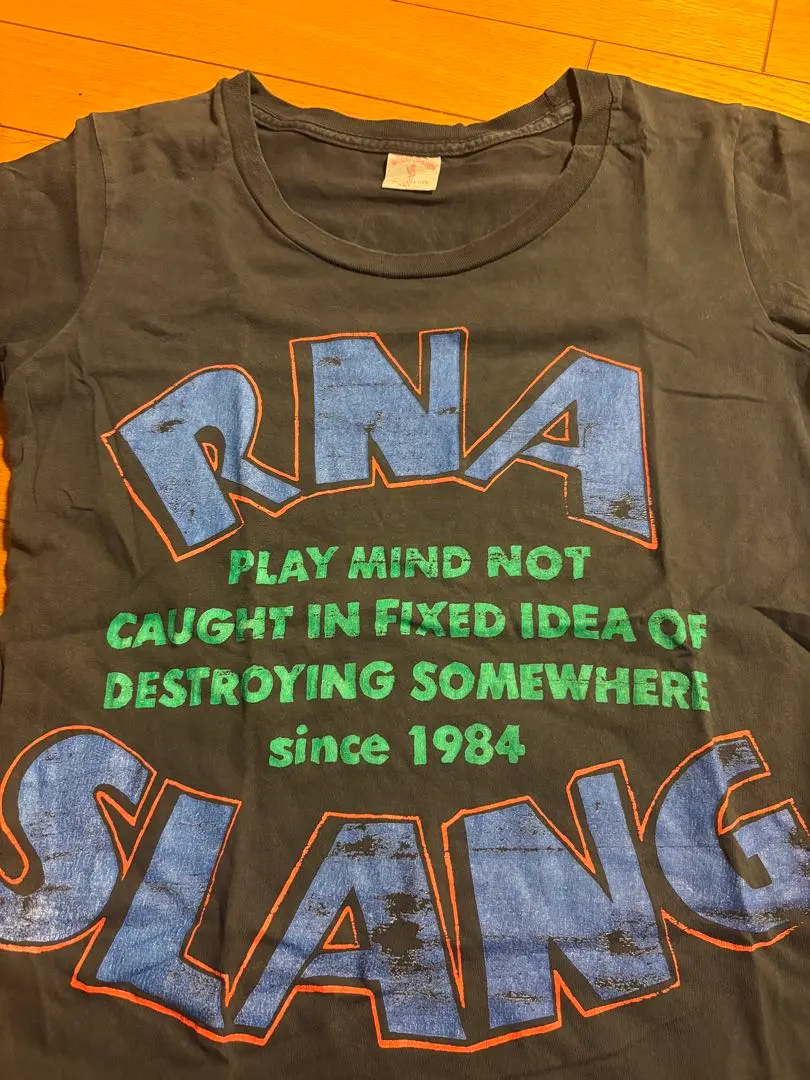 RNA
PLAY MIND NOT
CAUGHT IN FIXED IDEA OF
DESTROYING SOMEWHERE
since 1984
SLANG